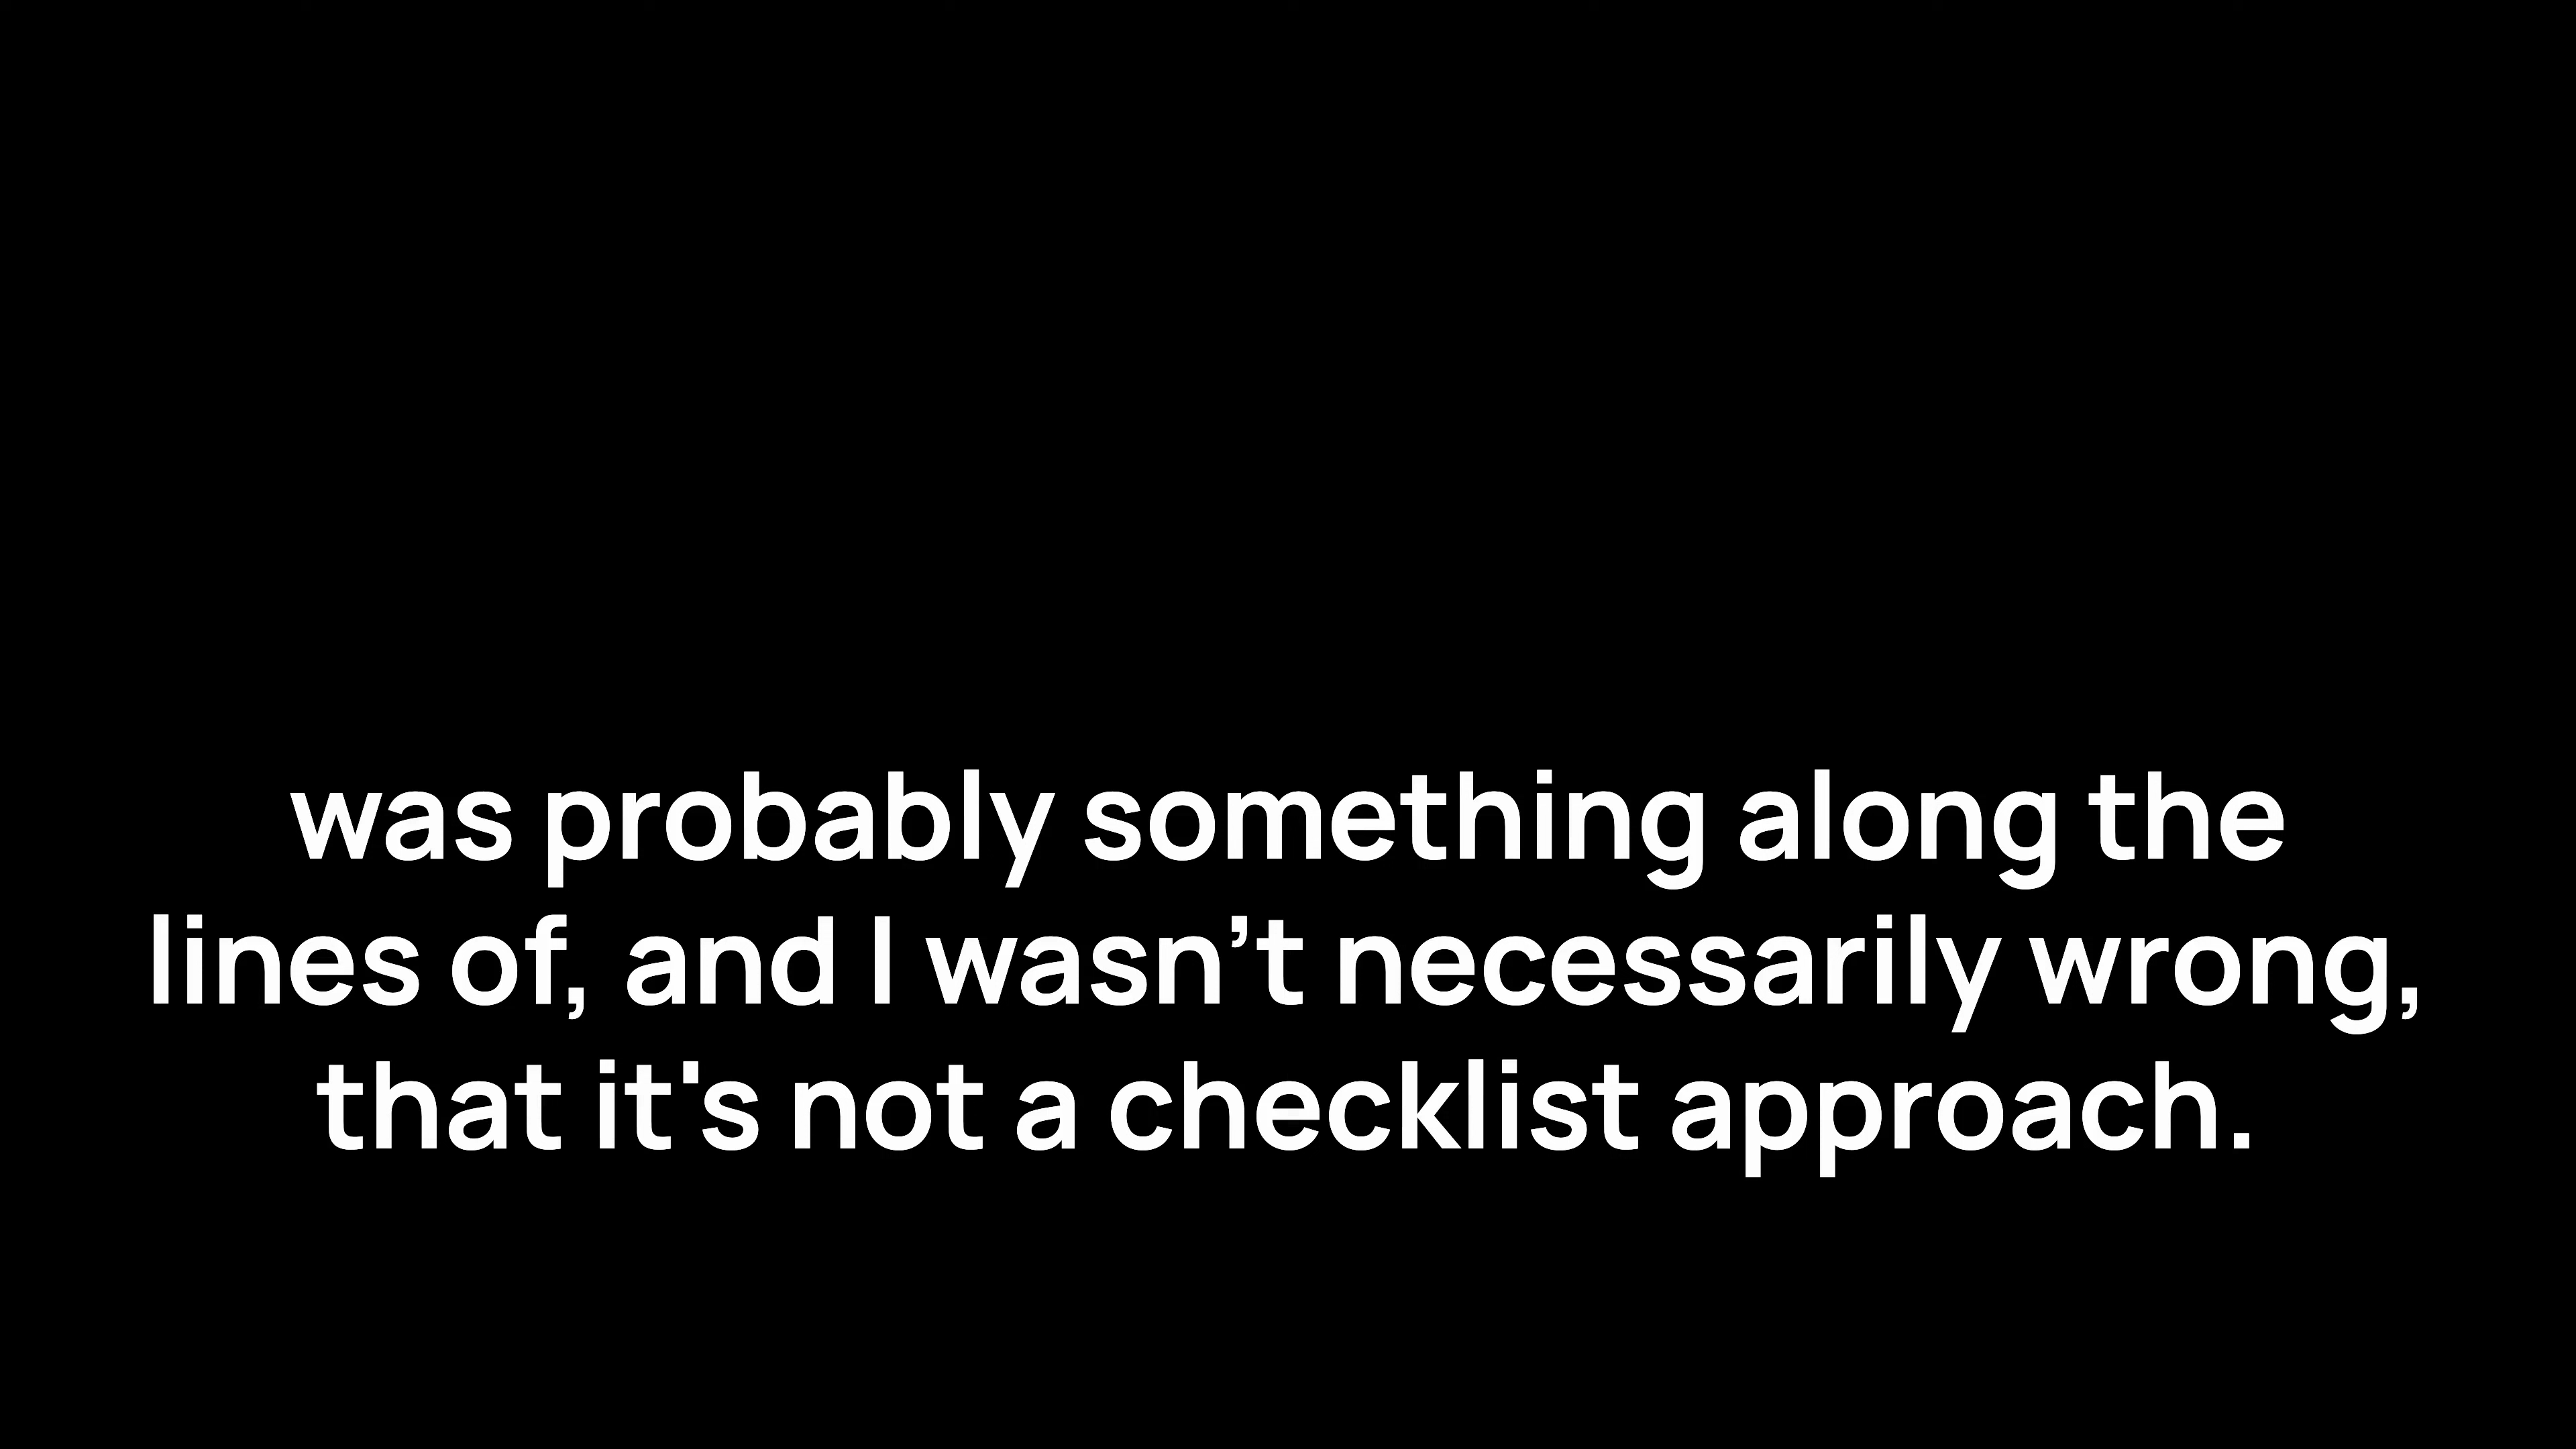 was probably something along the
lines of, and I wasn’t necessarily wrong,
that it's not a checklist approach.